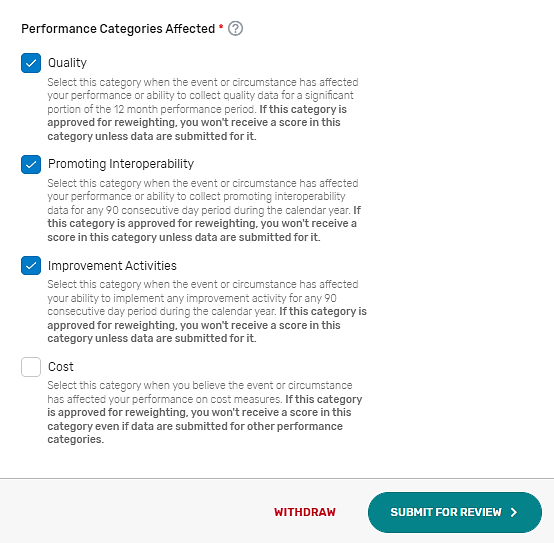 Performance Categories Affected * ?
Quality
Select this category when the event or circumstance has affected
your performance or ability to collect quality data for a significant
portion of the 12 month performance period. If this category is
approved for reweighting, you won't receive a score in this
category unless data are submitted for it.
Promoting Interoperability
Select this category when the event or circumstance has affected
your performance or ability to collect promoting interoperability
data for any 90 consecutive day period during the calendar year. If
this category is approved for reweighting, you won't receive a
score in this category unless data are submitted for it.
Improvement Activities
Select this category when the event or circumstance has affected
your ability to implement any improvement activity for any 90
consecutive day period during the calendar year. If this category is
approved for reweighting, you won't receive a score in this
category unless data are submitted for it.
Cost
Select this category when you believe the event or circumstance
has affected your performance on cost measures. If this category
is approved for reweighting, you won't receive a score in this
category even if data are submitted for other performance
categories.
WITHDRAW
SUBMIT FOR REVIEW